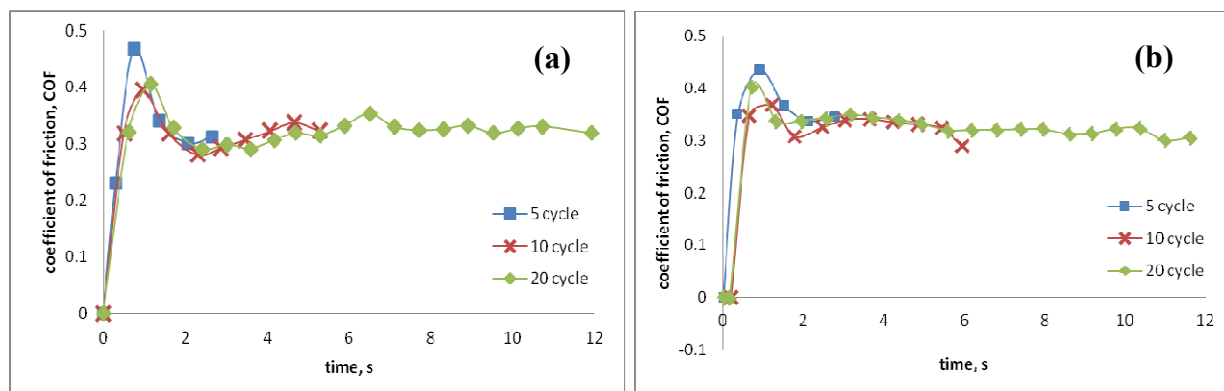 (a)
coefficient of friction, COF
0.5
0.4
0.3
0.2
0.1
0
0 2 4 6 8 10 12
time, s
5 cycle
10 cycle
20 cycle
(b)
coefficient of friction, COF
0.5
0.4
0.3
0.2
0.1
0
-0.1
0 2 4 6 8 10 12
time, s
5 cycle
10 cycle
20 cycle